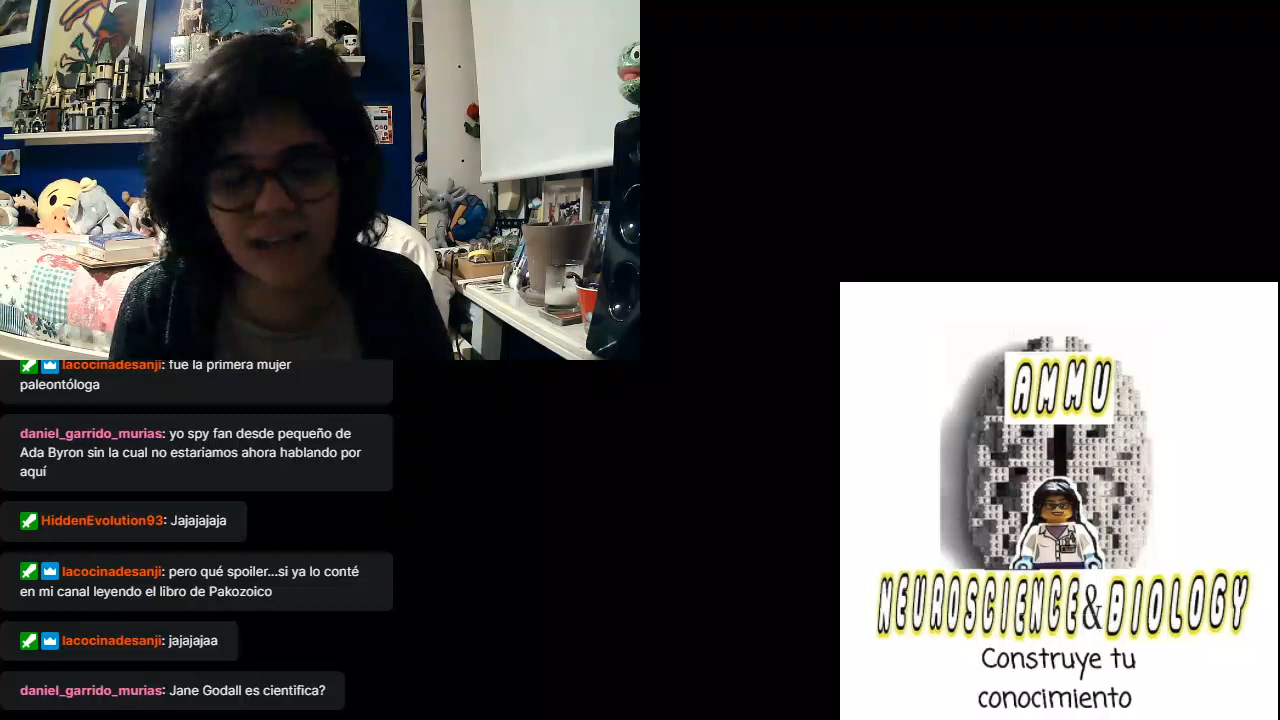 lacocinadesanji: fue la primera mujer
paleontóloga
daniel_garrido_murias: yo spy fan desde pequeño de
Ada Byron sin la cual no estariamos ahora hablando por
aquí
HiddenEvolution93: Jajajajaja
lacocinadesanji: pero qué spoiler...si ya lo conté
en mi canal leyendo el libro de Pakozoico
lacocinadesanji: jajajajaa
daniel_garrido_murias: Jane Godall es cientifica?
AMMU
NEUROSCIENCE&BIOLOGY
Construye tu
conocimiento